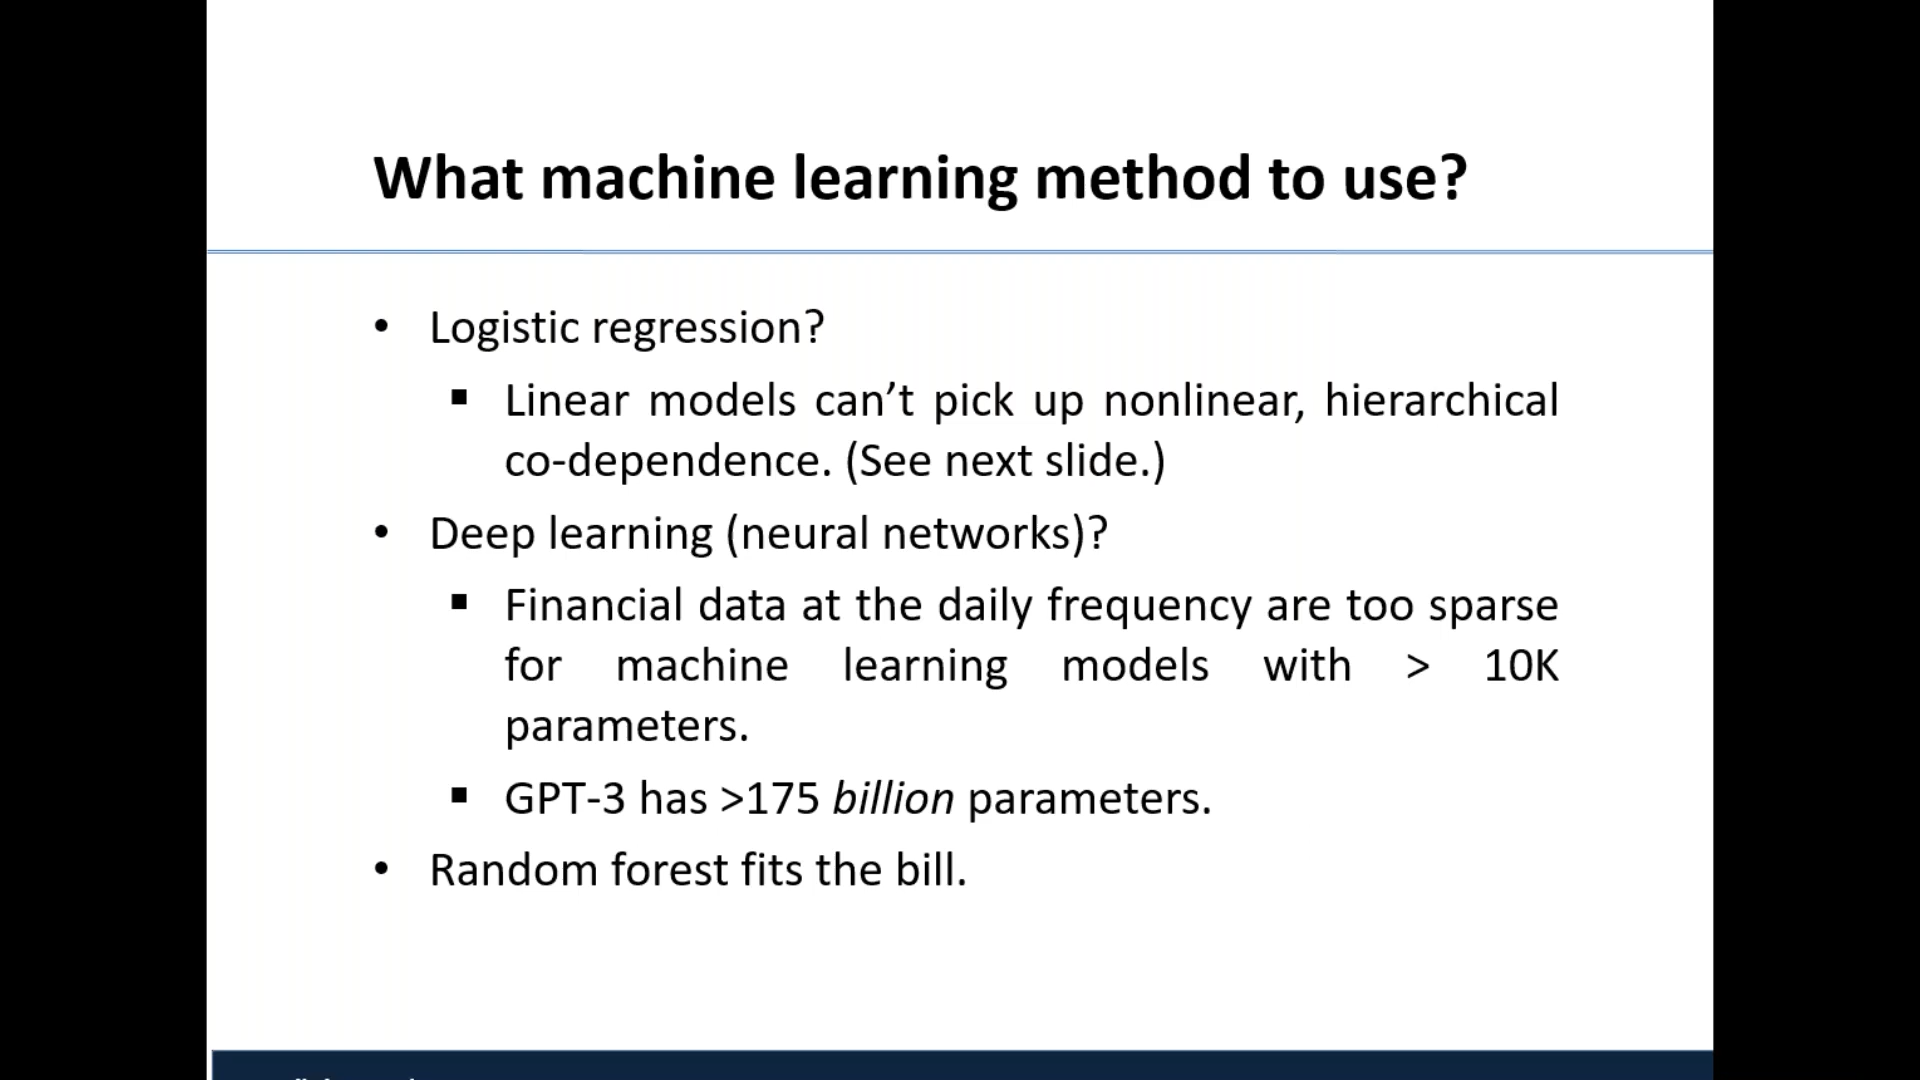 What machine learning method to use?
• Logistic regression?
▪ Linear models can’t pick up nonlinear, hierarchical
co-dependence. (See next slide.)
• Deep learning (neural networks)?
▪ Financial data at the daily frequency are too sparse
for machine learning models with > 10K
parameters.
▪ GPT-3 has >175 billion parameters.
• Random forest fits the bill.